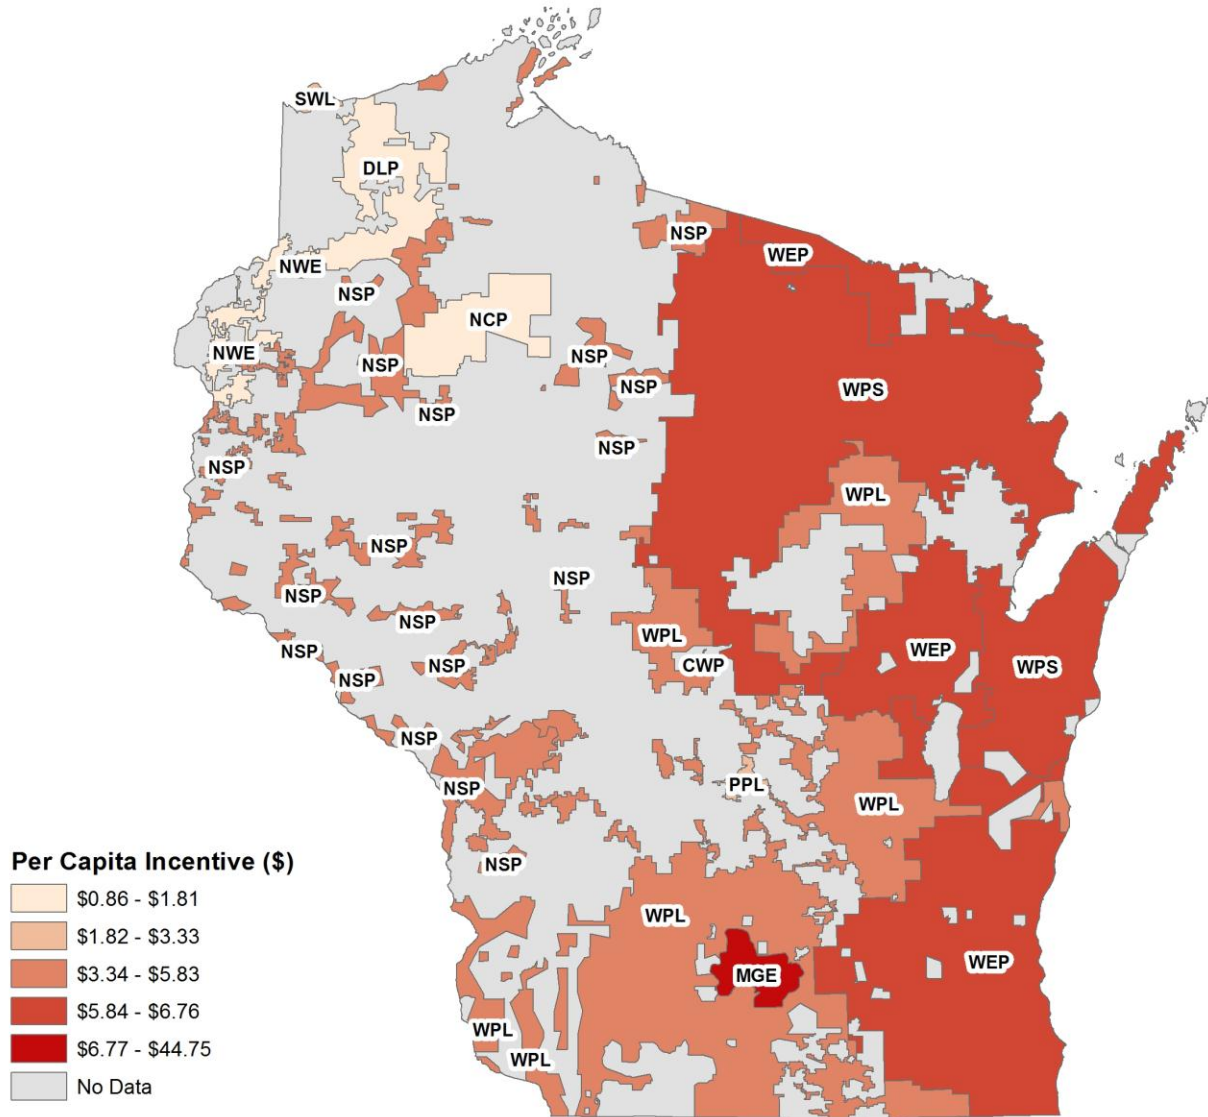 SWL
DLP
NSP
WEP
NWE
NSP
NCP
NWE
NSP
NSP
NSP
WPS
NSP
NSP
NSP
WPL
NSP
NSP
NSP
NSP
WPL
NSP
WEP
NSP
CWP
WPS
NSP
NSP
NSP
PPL
WPL
Per Capita Incentive ($)
NSP
$0.86 - $1.81
$1.82 - $3.33
WPL
$3.34 - $5.83
WEP
MGE
$5.84 - $6.76
WPL
$6.77 - $44.75
WPL
No Data